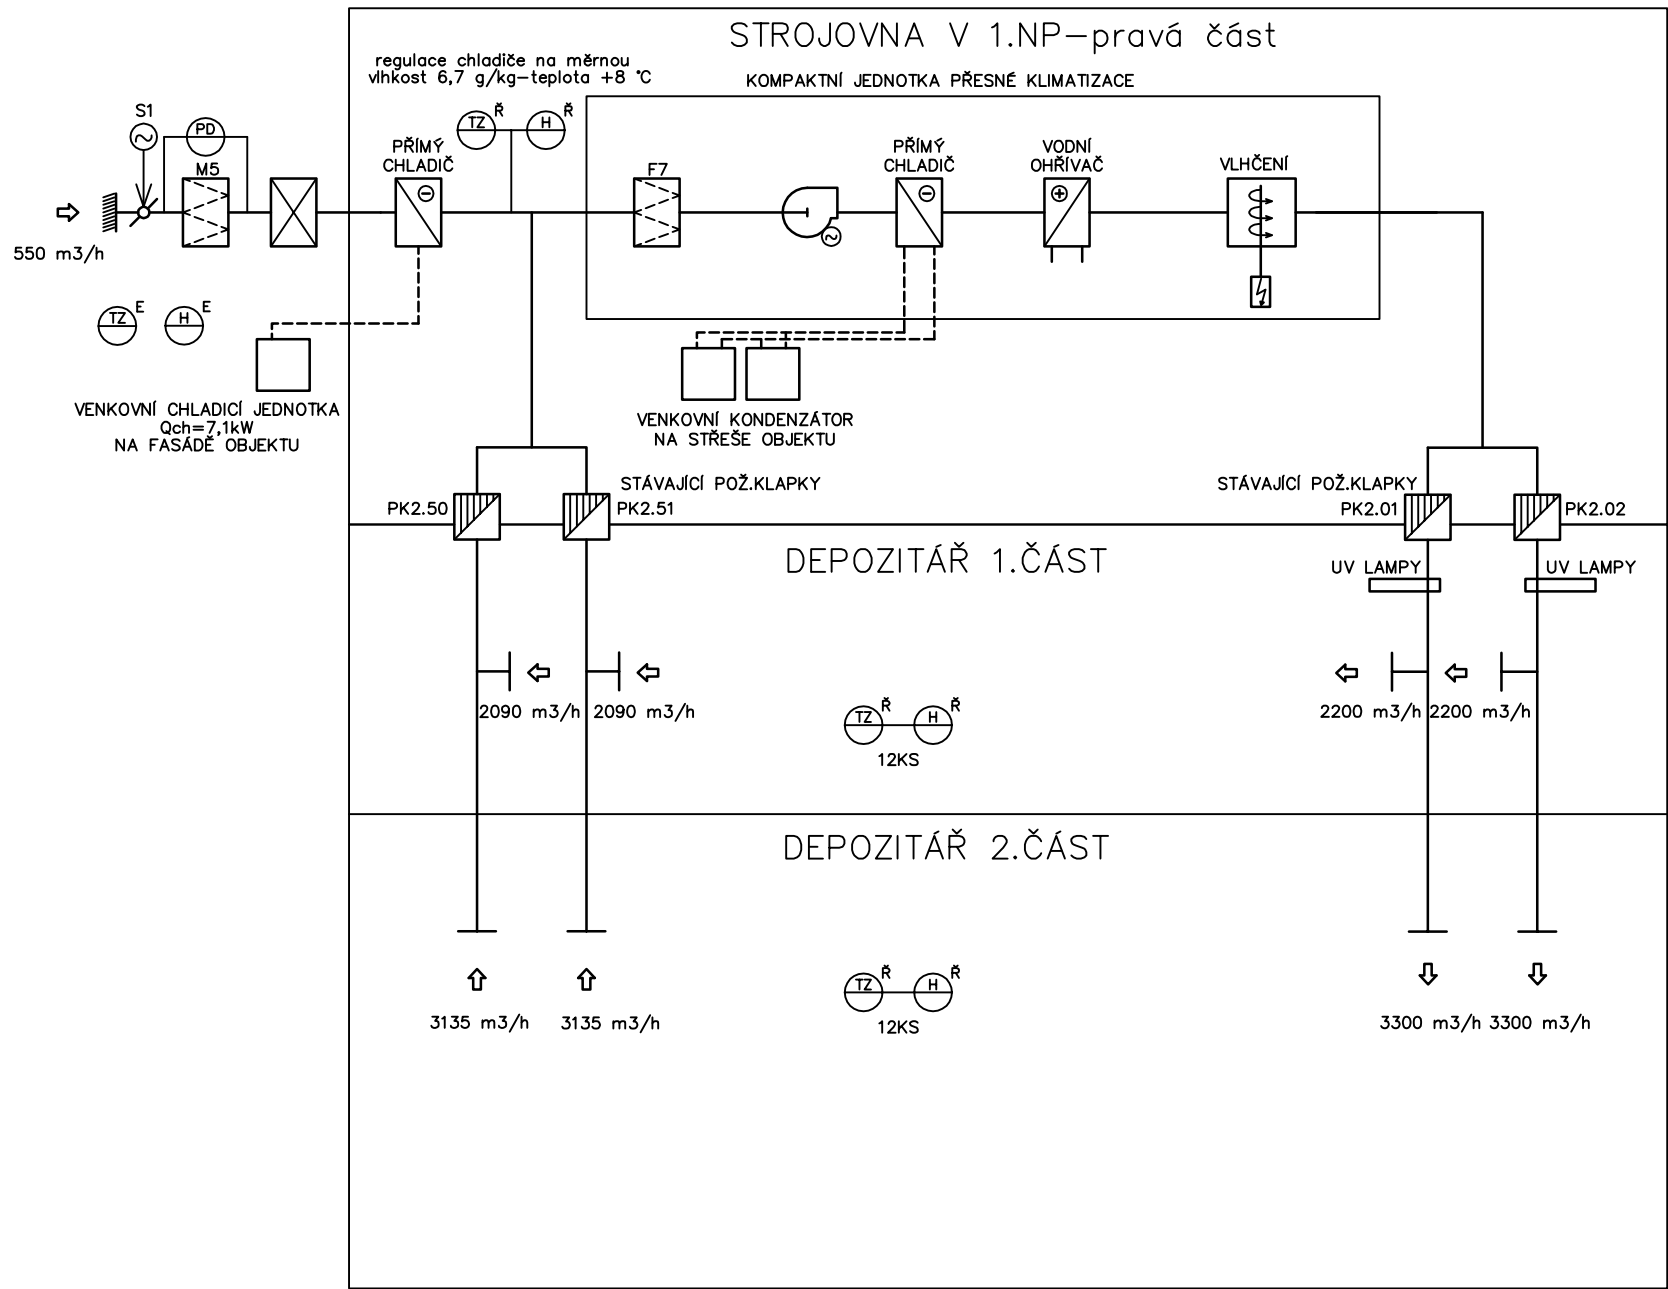 STROJOVNA V 1.NP-pravá část
regulace chladiče na měrnou
vlhkost 6,7 g/kg-teplota +8 °C
KOMPAKTNÍ JEDNOTKA PŘESNÉ KLIMATIZACE
S1
PD
M5
TZ Ř
H Ř
PŘÍMÝ
CHLADIČ
F7
PŘÍMÝ
CHLADIČ
VODNÍ
OHŘÍVAČ
VLHČENÍ
550 m3/h
TZ E
H E
VENKOVNÍ CHLADICÍ JEDNOTKA
Qch=7,1kW
NA FASÁDĚ OBJEKTU
VENKOVNÍ KONDENZÁTOR
NA STŘEŠE OBJEKTU
STÁVAJÍCÍ POŽ.KLAPKY
STÁVAJÍCÍ POŽ.KLAPKY
PK2.50
PK2.51
PK2.01
PK2.02
DEPOZITÁŘ 1.ČÁST
UV LAMPY
UV LAMPY
2090 m3/h
2090 m3/h
TZ Ř
H Ř
12KS
2200 m3/h
2200 m3/h
DEPOZITÁŘ 2.ČÁST
TZ Ř
H Ř
12KS
3135 m3/h
3135 m3/h
3300 m3/h
3300 m3/h